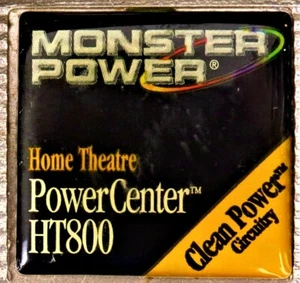 MONSTER
POWER®
Home Theatre
PowerCenter™
HT800
Clean Power™
Circuitry